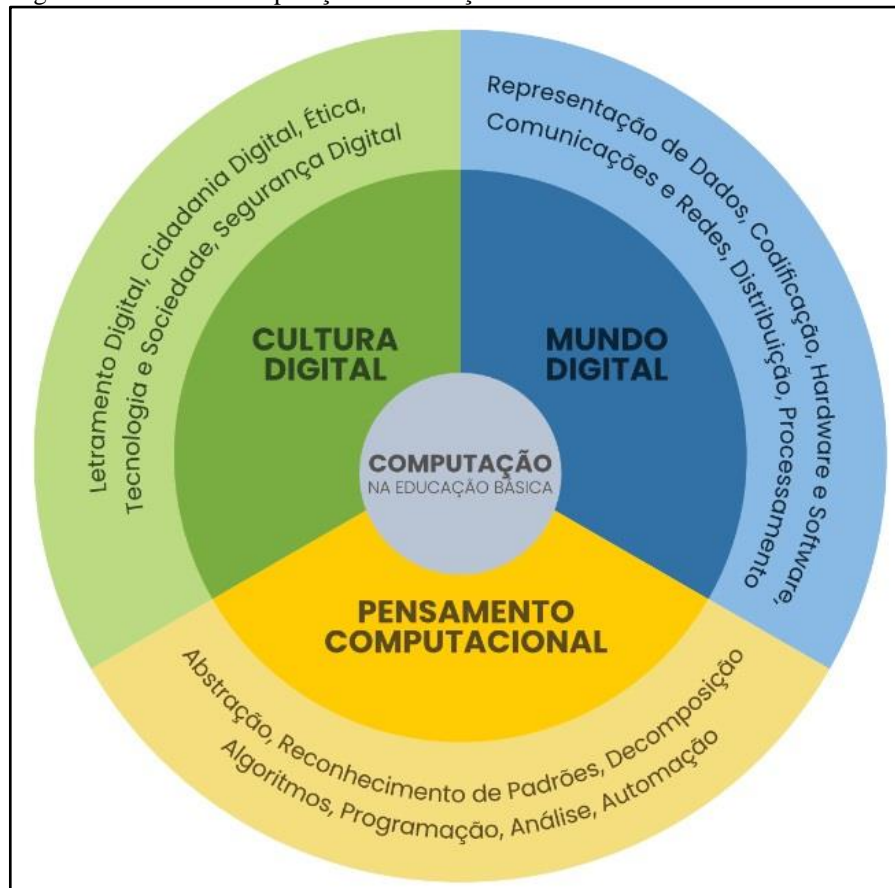 Letramento Digital, Cidadania Digital, Ética,
Tecnologia e Sociedade, Segurança Digital
Representação de Dados, Codificação, Hardware e Software,
Comunicações e Redes, Distribuição, Processamento
CULTURA
DIGITAL
MUNDO
DIGITAL
COMPUTAÇÃO
NA EDUCAÇÃO BÁSICA
PENSAMENTO
COMPUTACIONAL
Abstração, Reconhecimento de Padrões, Decomposição
Algoritmos, Programação, Análise, Automação